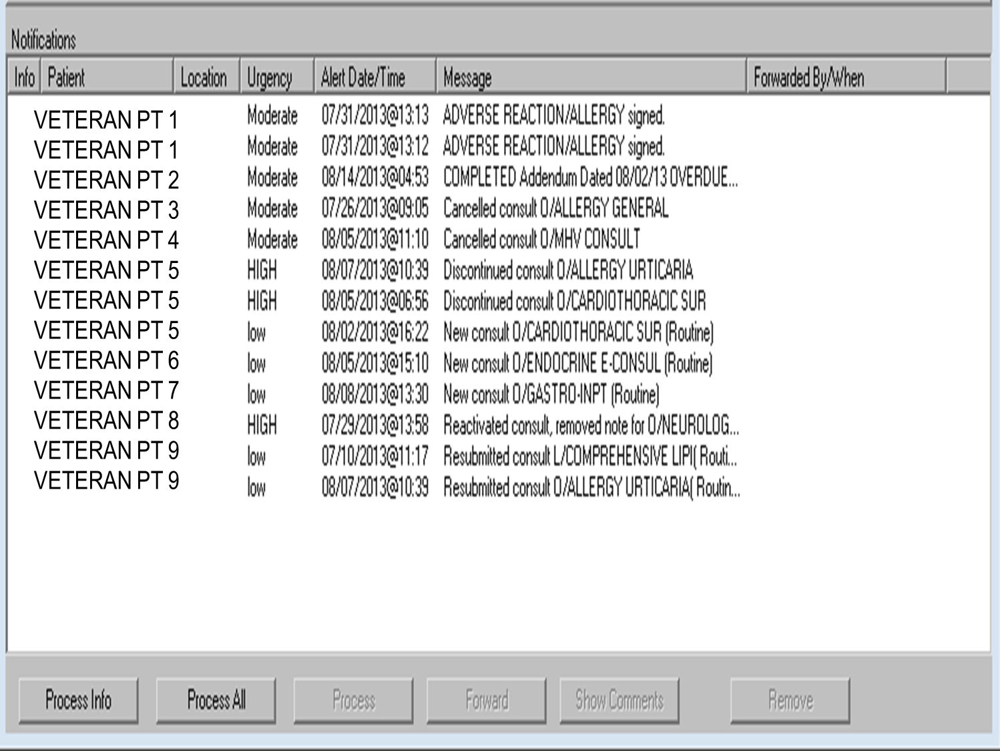 Notifications
Info Patient Location Urgency Alert Date/Time Message Forwarded By/When
VETERAN PT 1 Moderate 07/31/2013@13:13 ADVERSE REACTION/ALLERGY signed.
VETERAN PT 1 Moderate 07/31/2013@13:12 ADVERSE REACTION/ALLERGY signed.
VETERAN PT 2 Moderate 08/14/2013@04:53 COMPLETED Addendum Dated 08/02/13 OVERDUE...
VETERAN PT 3 Moderate 07/26/2013@09:05 Cancelled consult O/ALLERGY GENERAL
VETERAN PT 4 Moderate 08/05/2013@11:10 Cancelled consult O/MHV CONSULT
VETERAN PT 5 HIGH 08/07/2013@10:39 Discontinued consult O/ALLERGY URTICARIA
VETERAN PT 5 HIGH 08/05/2013@06:56 Discontinued consult O/CARDIOTHORACIC SUR
VETERAN PT 5 low 08/02/2013@16:22 New consult O/CARDIOTHORACIC SUR (Routine)
VETERAN PT 6 low 08/05/2013@15:10 New consult O/ENDOCRINE E-CONSUL (Routine)
VETERAN PT 7 low 08/08/2013@13:30 New consult O/GASTRO-INPT (Routine)
VETERAN PT 8 HIGH 07/29/2013@13:58 Reactivated consult, removed note for O/NEUROLOG...
VETERAN PT 9 low 07/10/2013@11:17 Resubmitted consult L/COMPREHENSIVE LIPI( Routi...
VETERAN PT 9 low 08/07/2013@10:39 Resubmitted consult O/ALLERGY URTICARIA( Routin...
Process Info Process All Process Forward Show Comments Remove